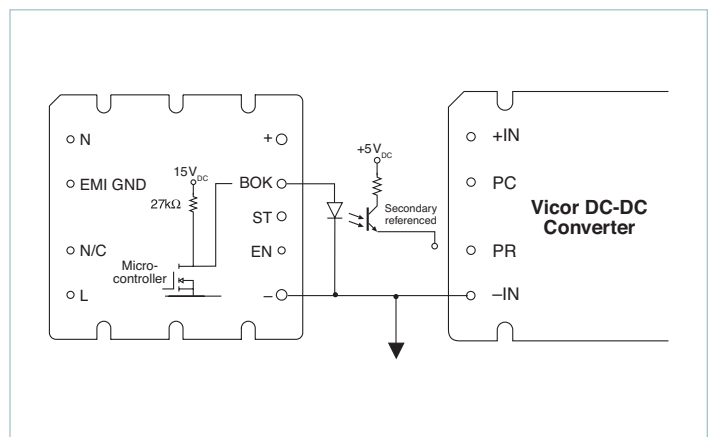 N
EMI GND
N/C
L
15VDC
27kΩ
Micro-
controller
+
BOK
ST
EN
–
+5VDC
Secondary
referenced
+IN
PC
PR
–IN
Vicor DC-DC
Converter